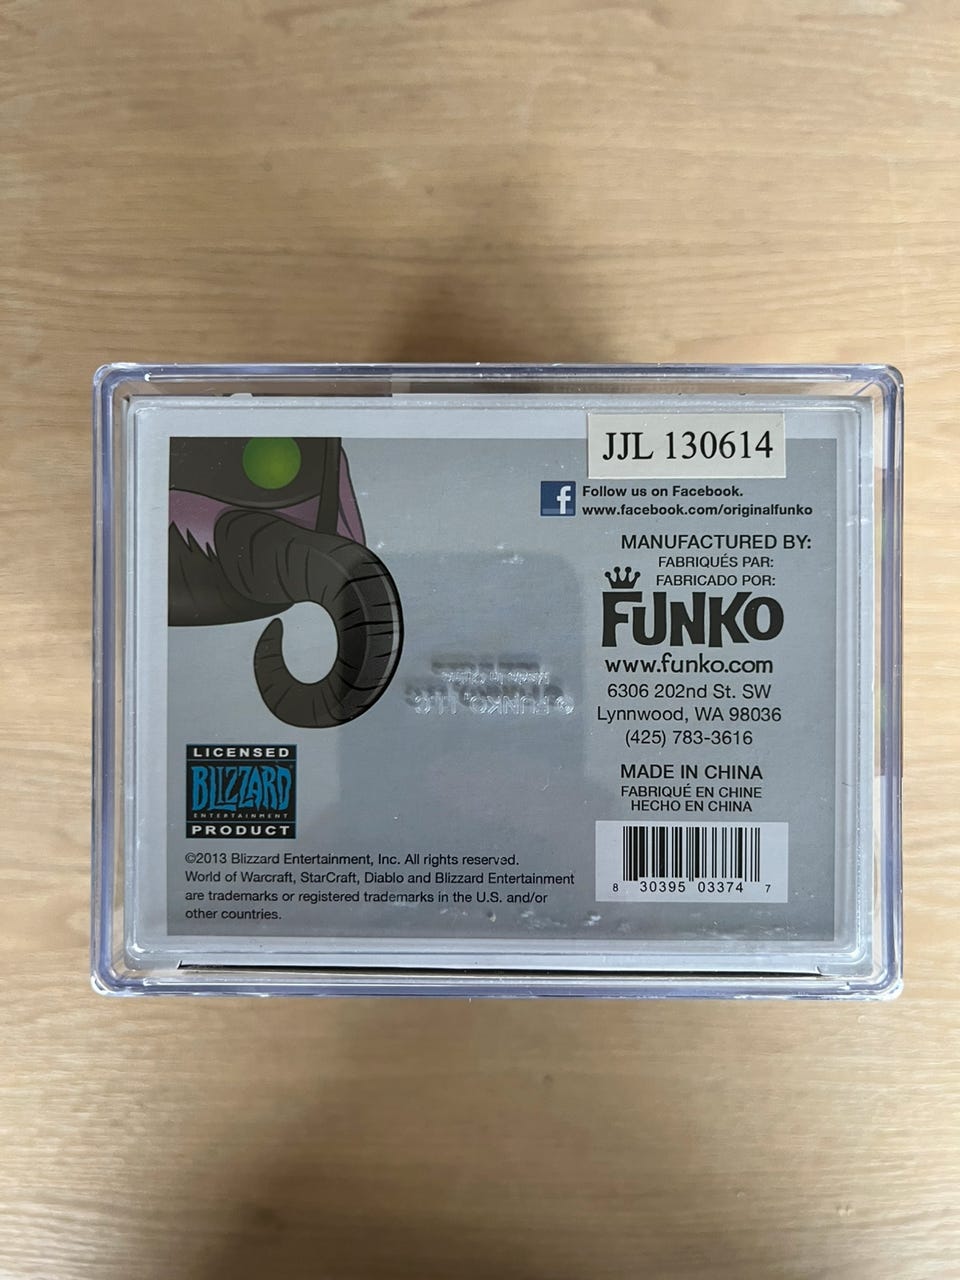 JJL 130614
f Follow us on Facebook.
www.facebook.com/originalfunko
MANUFACTURED BY:
FABRIQUÉS PAR:
FABRICADO POR:
FUNKO
www.funko.com
6306 202nd St. SW
Lynnwood, WA 98036
(425) 783-3616
MADE IN CHINA
FABRIQUÉ EN CHINE
HECHO EN CHINA
8 30395 03374 7
LICENSED
BLIZZARD
ENTERTAINMENT
PRODUCT
©2013 Blizzard Entertainment, Inc. All rights reserved.
World of Warcraft, StarCraft, Diablo and Blizzard Entertainment
are trademarks or registered trademarks in the U.S. and/or
other countries.
© FUNKO, LLC